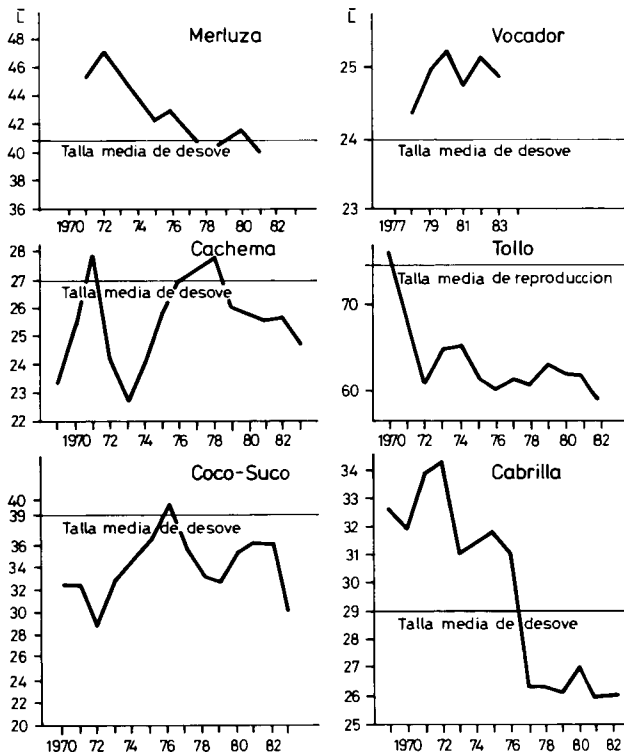 L̄
Merluza
48
46
44
42
40
38
36
Talla media de desove
1970 72 74 76 78 80 82
L̄
Vocador
25
24
23
Talla media de desove
1977 79 81 83
Cachema
28
27
26
25
24
23
22
Talla media de desove
1970 72 74 76 78 80 82
Tollo
70
60
Talla media de reproduccion
1970 72 74 76 78 80 82
Coco-Suco
40
39
36
34
32
30
28
26
24
22
20
Talla media de desove
1970 72 74 76 78 80 82
Cabrilla
34
33
32
31
30
29
28
27
26
25
Talla media de desove
1970 72 74 76 78 80 82